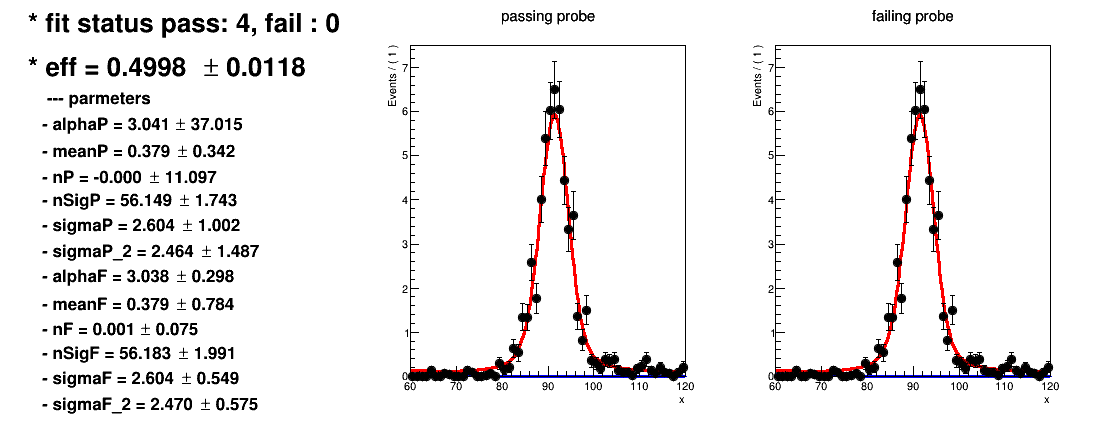 * fit status pass: 4, fail : 0
* eff = 0.4998 ± 0.0118
--- parmeters
- alphaP = 3.041 ± 37.015
- meanP = 0.379 ± 0.342
- nP = -0.000 ± 11.097
- nSigP = 56.149 ± 1.743
- sigmaP = 2.604 ± 1.002
- sigmaP_2 = 2.464 ± 1.487
- alphaF = 3.038 ± 0.298
- meanF = 0.379 ± 0.784
- nF = 0.001 ± 0.075
- nSigF = 56.183 ± 1.991
- sigmaF = 2.604 ± 0.549
- sigmaF_2 = 2.470 ± 0.575
passing probe
Events / ( 1 )
7
6
5
4
3
2
1
0
60 70 80 90 100 110 120
x
failing probe
Events / ( 1 )
7
6
5
4
3
2
1
0
60 70 80 90 100 110 120
x